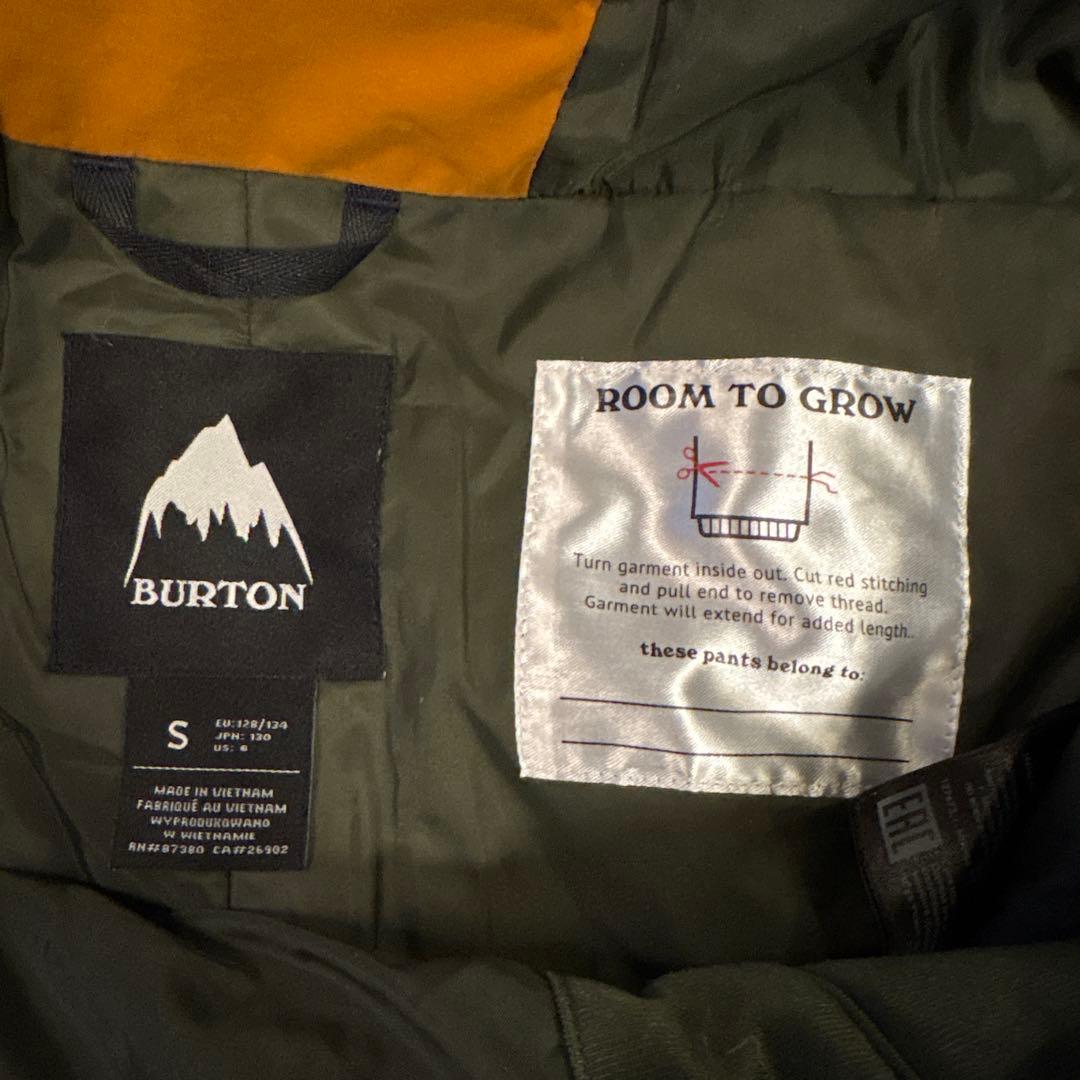 BURTON
S
EU:128/134
JPN: 130
US: 6
MADE IN VIETNAM
FABRIQUÉ AU VIETNAM
WYPRODUKOWANO
W WIETNAMIE
RN##87380 CA##26902
ROOM TO GROW
Turn garment inside out. Cut red stitching
and pull end to remove thread.
Garment will extend for added length.
these pants belong to:
EAC